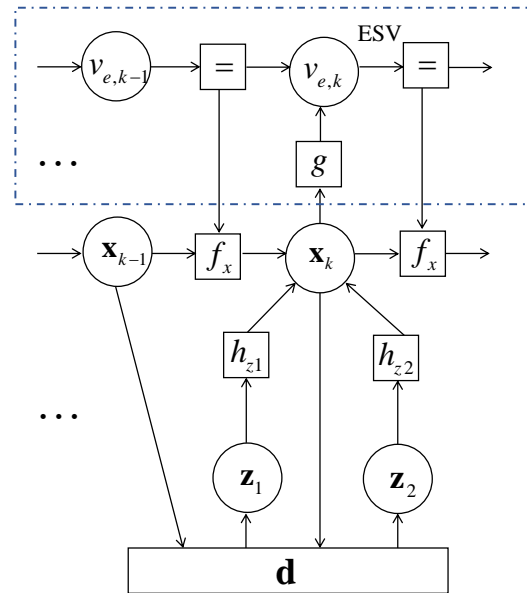 ESV
v_{e,k-1} = v_{e,k} =
... g
x_{k-1} f_x x_k f_x
h_{z1} h_{z2}
...
z_1 z_2
d